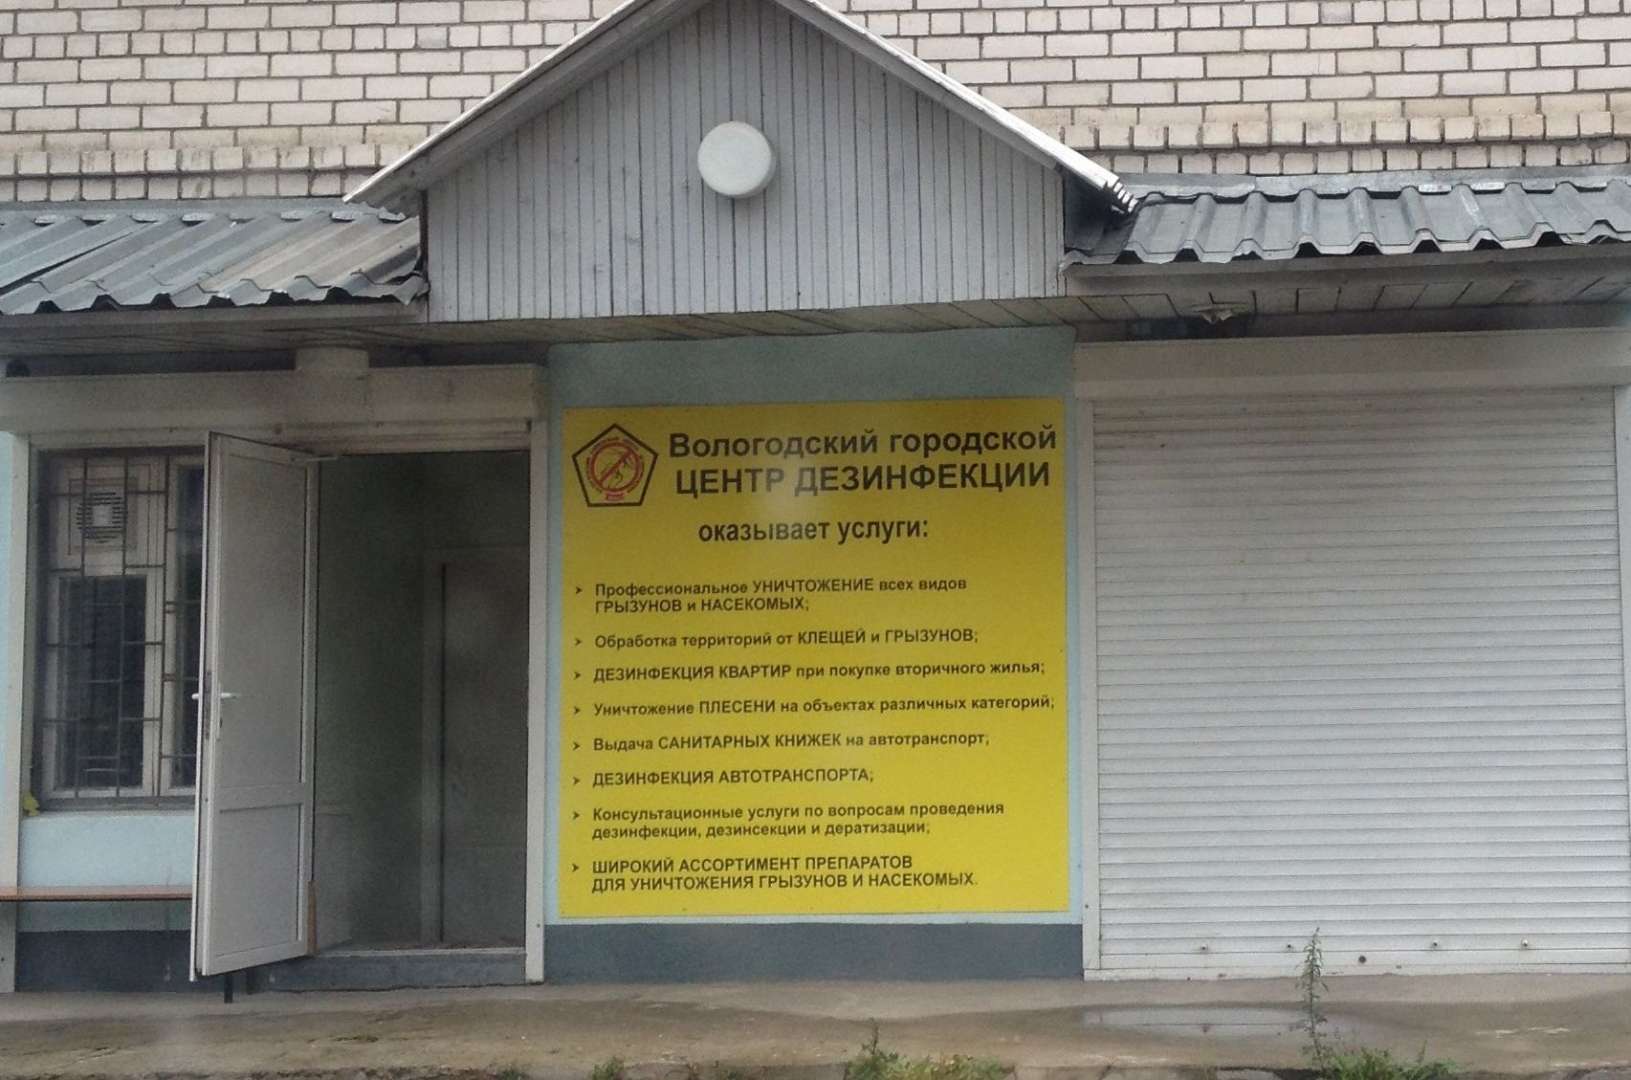 Вологодский городской
ЦЕНТР ДЕЗИНФЕКЦИИ
оказывает услуги:
Профессиональное УНИЧТОЖЕНИЕ всех видов
ГРЫЗУНОВ и НАСЕКОМЫХ;
Обработка территорий от КЛЕЩЕЙ и ГРЫЗУНОВ;
ДЕЗИНФЕКЦИЯ КВАРТИР при покупке вторичного жилья;
Уничтожение ПЛЕСЕНИ на объектах различных категорий;
Выдача САНИТАРНЫХ КНИЖЕК на автотранспорт;
ДЕЗИНФЕКЦИЯ АВТОТРАНСПОРТА;
Консультационные услуги по вопросам проведения
дезинфекции, дезинсекции и дератизации;
ШИРОКИЙ АССОРТИМЕНТ ПРЕПАРАТОВ
ДЛЯ УНИЧТОЖЕНИЯ ГРЫЗУНОВ И НАСЕКОМЫХ.